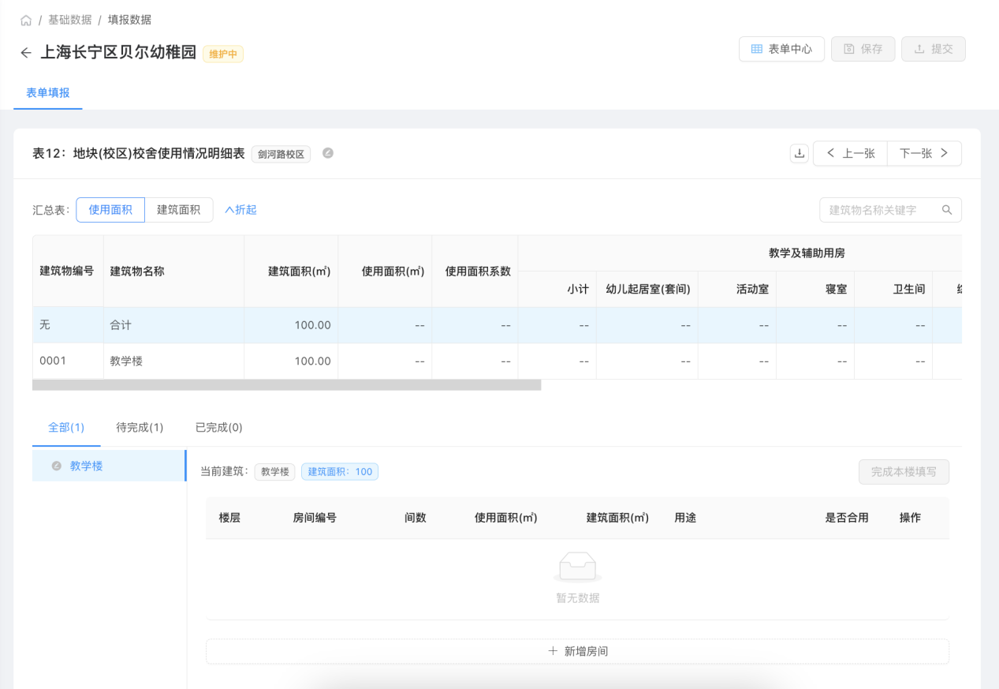 / 基础数据 / 填报数据
上海长宁区贝尔幼稚园 维护中
表单中心 保存 提交
表单填报
表12：地块(校区)校舍使用情况明细表 剑河路校区
上一张 下一张
汇总表： 使用面积 建筑面积 折起
建筑物名称关键字
教学及辅助用房
建筑物编号 建筑物名称 建筑面积(㎡) 使用面积(㎡) 使用面积系数
小计 幼儿起居室(套间) 活动室 寝室 卫生间
无 合计 100.00 -- -- -- -- -- -- --
0001 教学楼 100.00 -- -- -- -- -- -- --
全部(1) 待完成(1) 已完成(0)
教学楼
当前建筑： 教学楼 建筑面积：100 完成本楼填写
楼层 房间编号 间数 使用面积(㎡) 建筑面积(㎡) 用途 是否合用 操作
暂无数据
+ 新增房间